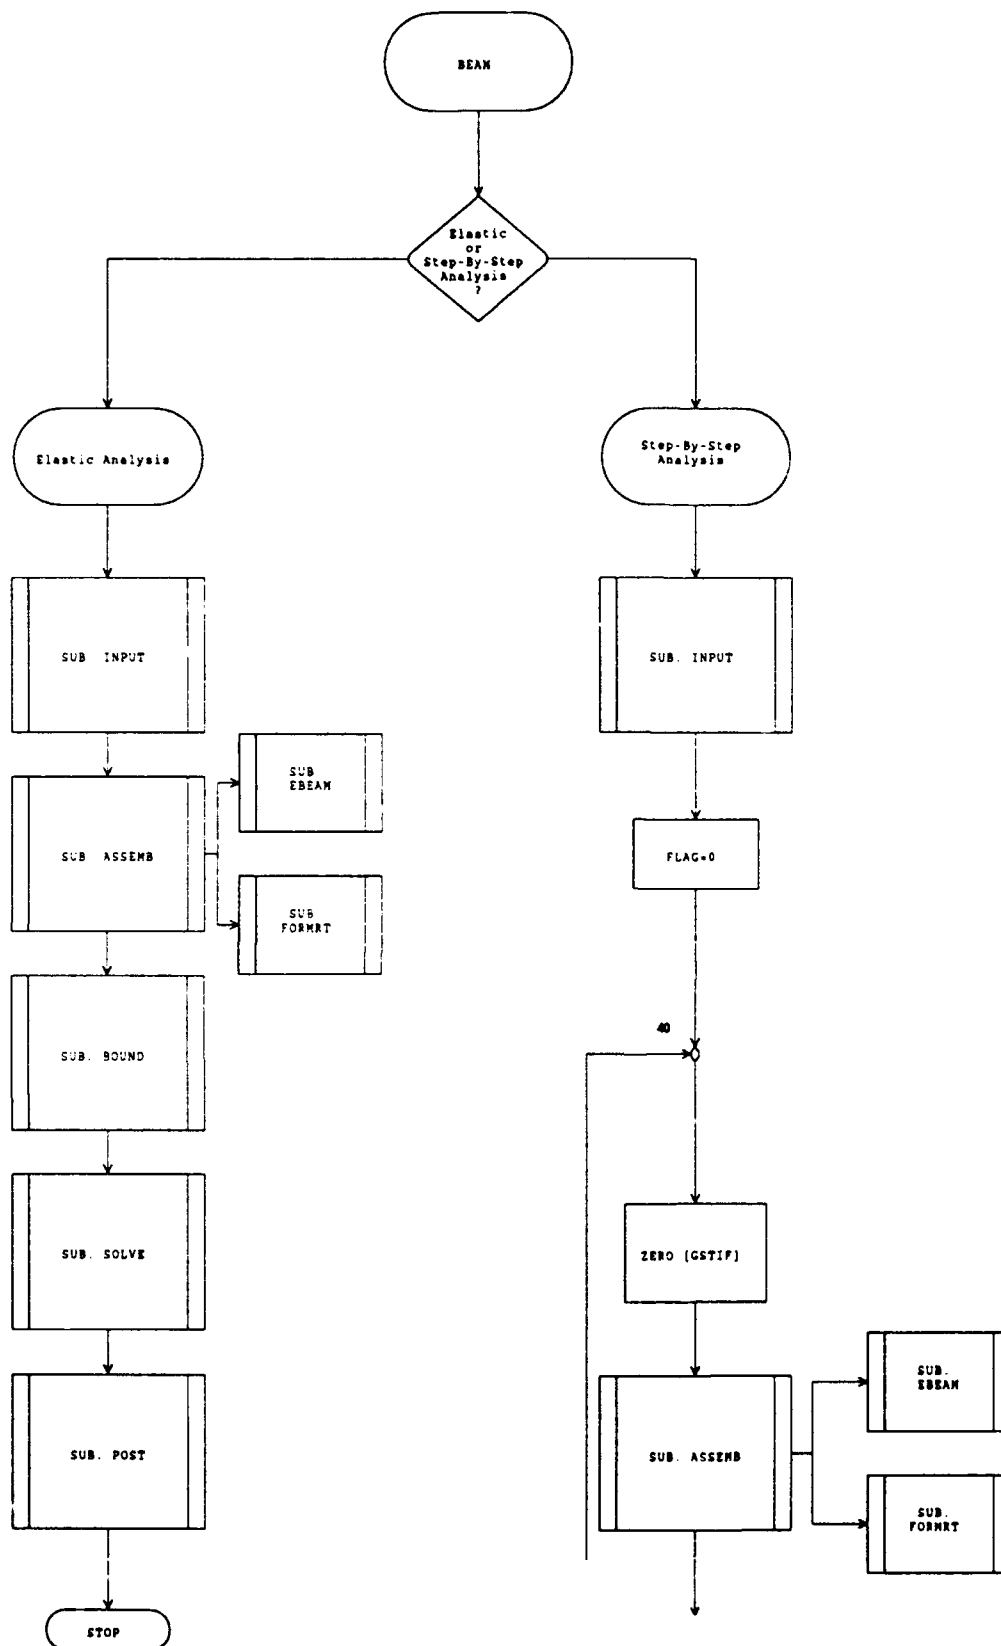 BEAM
Elastic
or
Step-By-Step
Analysis
?
Elastic Analysis
Step-By-Step
Analysis
SUB INPUT
SUB. INPUT
SUB
EBEAM
SUB ASSEMB
FLAG=0
SUB
FORMRT
40
SUB. BOUND
SUB. SOLVE
ZERO [GSTIF]
SUB.
EBEAM
SUB. POST
SUB. ASSEMB
SUB.
FORMRT
STOP